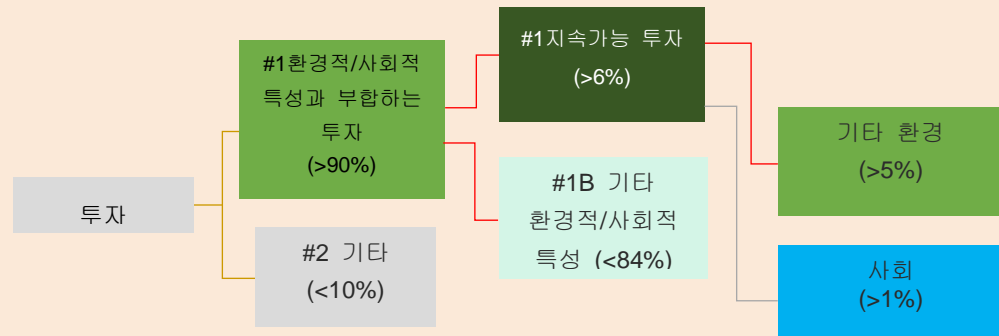 투자
#1환경적/사회적
특성과 부합하는
투자
(>90%)
#2 기타
(<10%)
#1지속가능 투자
(>6%)
#1B 기타
환경적/사회적
특성 (<84%)
기타 환경
(>5%)
사회
(>1%)